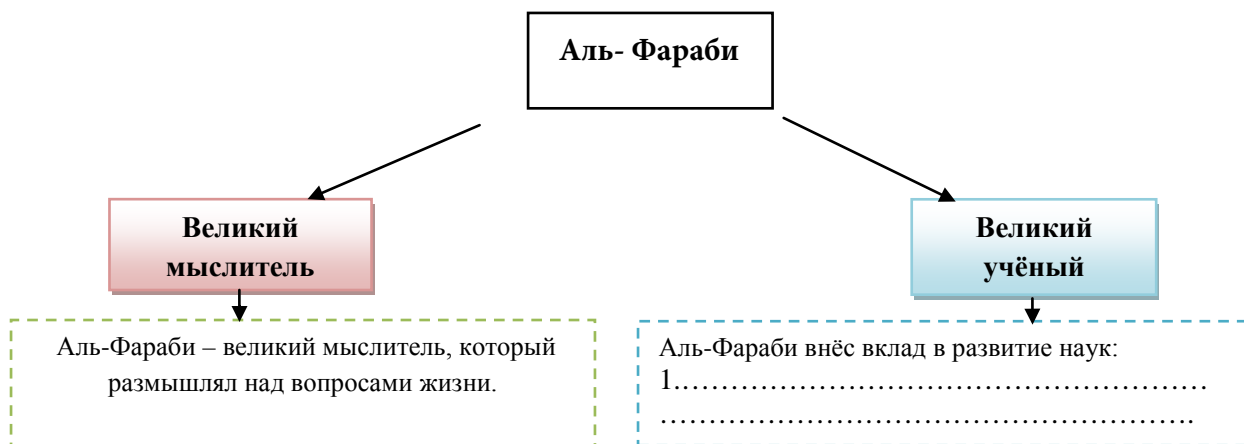 Аль- Фараби
Великий
мыслитель
Великий
учёный
Аль-Фараби – великий мыслитель, который
размышлял над вопросами жизни.
Аль-Фараби внёс вклад в развитие наук:
1.………………………………………………
……………………………………………….